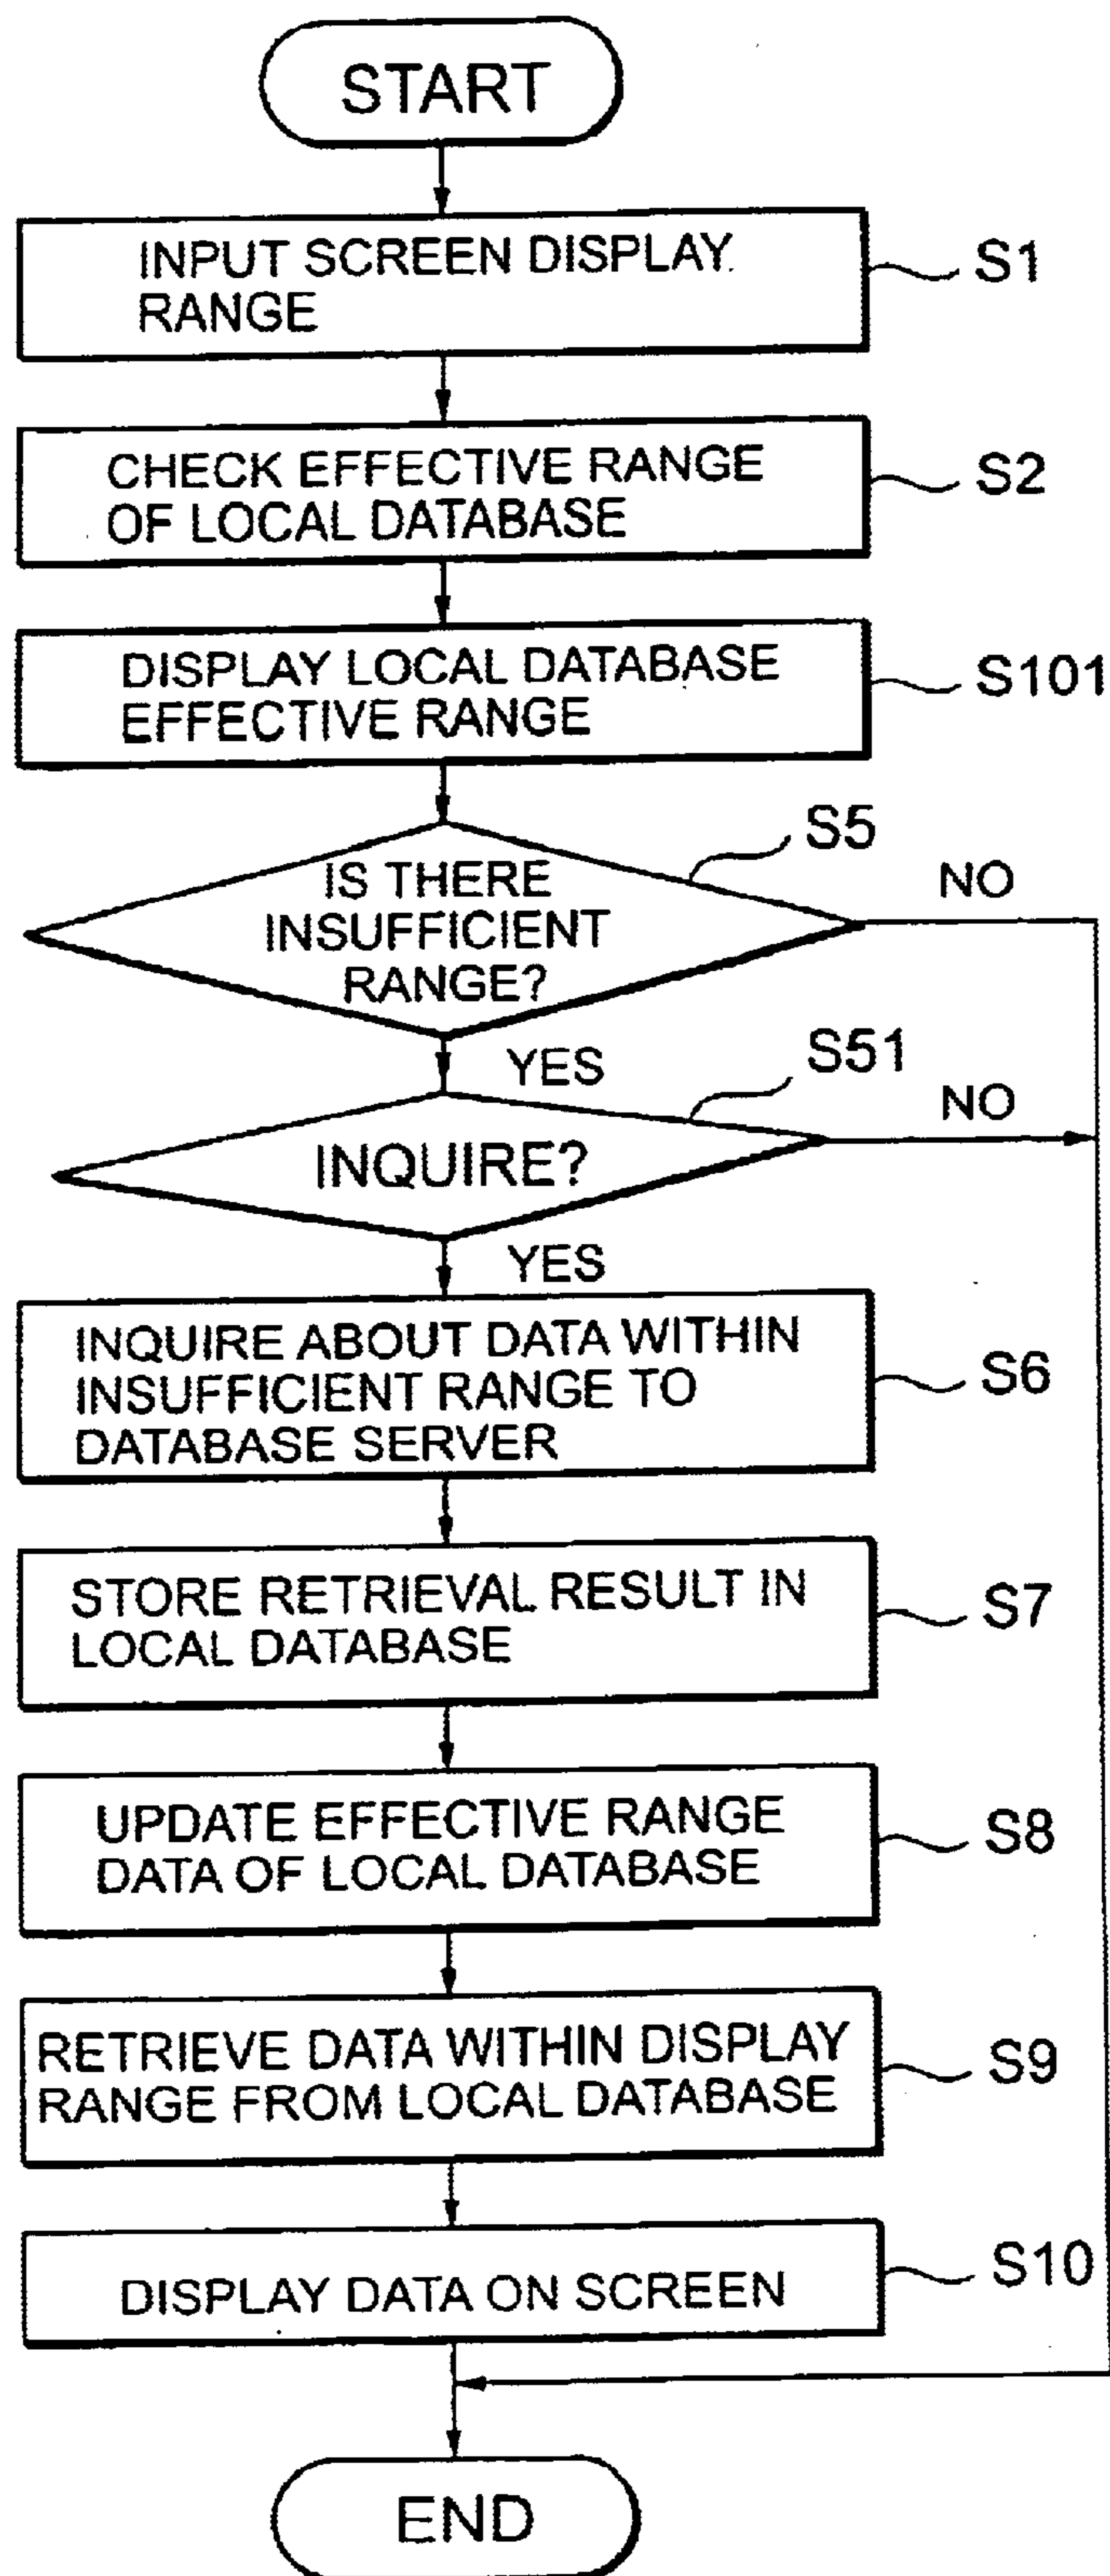 START
INPUT SCREEN DISPLAY
RANGE
S1
CHECK EFFECTIVE RANGE
OF LOCAL DATABASE
S2
DISPLAY LOCAL DATABASE
EFFECTIVE RANGE
S101
IS THERE
INSUFFICIENT
RANGE?
S5
NO
YES
INQUIRE?
S51
NO
YES
INQUIRE ABOUT DATA WITHIN
INSUFFICIENT RANGE TO
DATABASE SERVER
S6
STORE RETRIEVAL RESULT IN
LOCAL DATABASE
S7
UPDATE EFFECTIVE RANGE
DATA OF LOCAL DATABASE
S8
RETRIEVE DATA WITHIN DISPLAY
RANGE FROM LOCAL DATABASE
S9
DISPLAY DATA ON SCREEN
S10
END